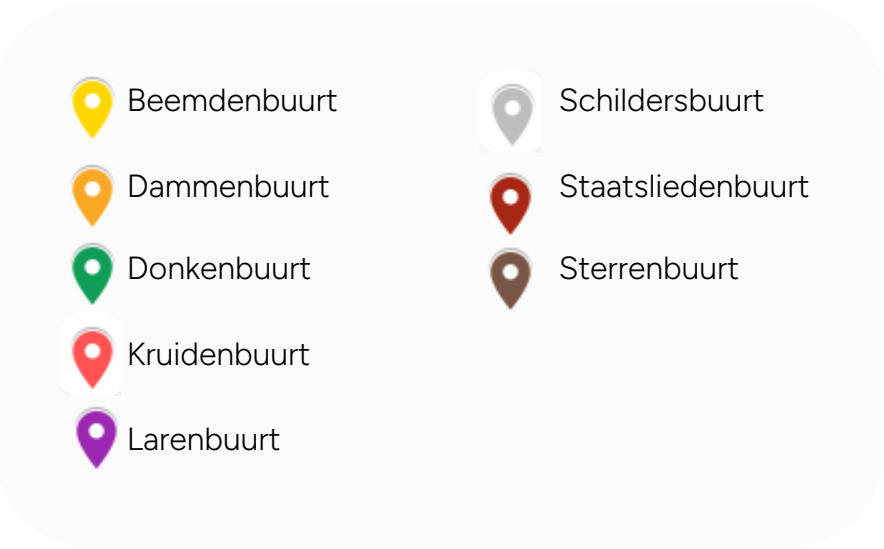 Beemdenbuurt
Dammenbuurt
Donkenbuurt
Kruidenbuurt
Larenbuurt
Schildersbuurt
Staatsliedenbuurt
Sterrenbuurt